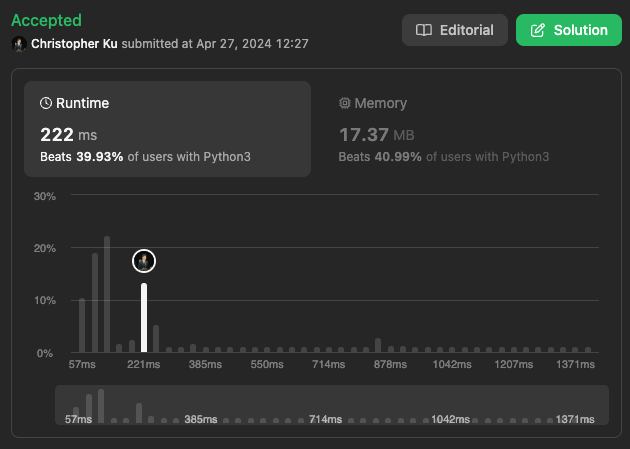 Accepted
Editorial
Solution
Christopher Ku submitted at Apr 27, 2024 12:27
Runtime
Memory
222 ms
17.37 MB
Beats 39.93% of users with Python3
Beats 40.99% of users with Python3
30%
20%
10%
0%
57ms 221ms 385ms 550ms 714ms 878ms 1042ms 1207ms 1371ms
57ms 385ms 714ms 1042ms 1371ms